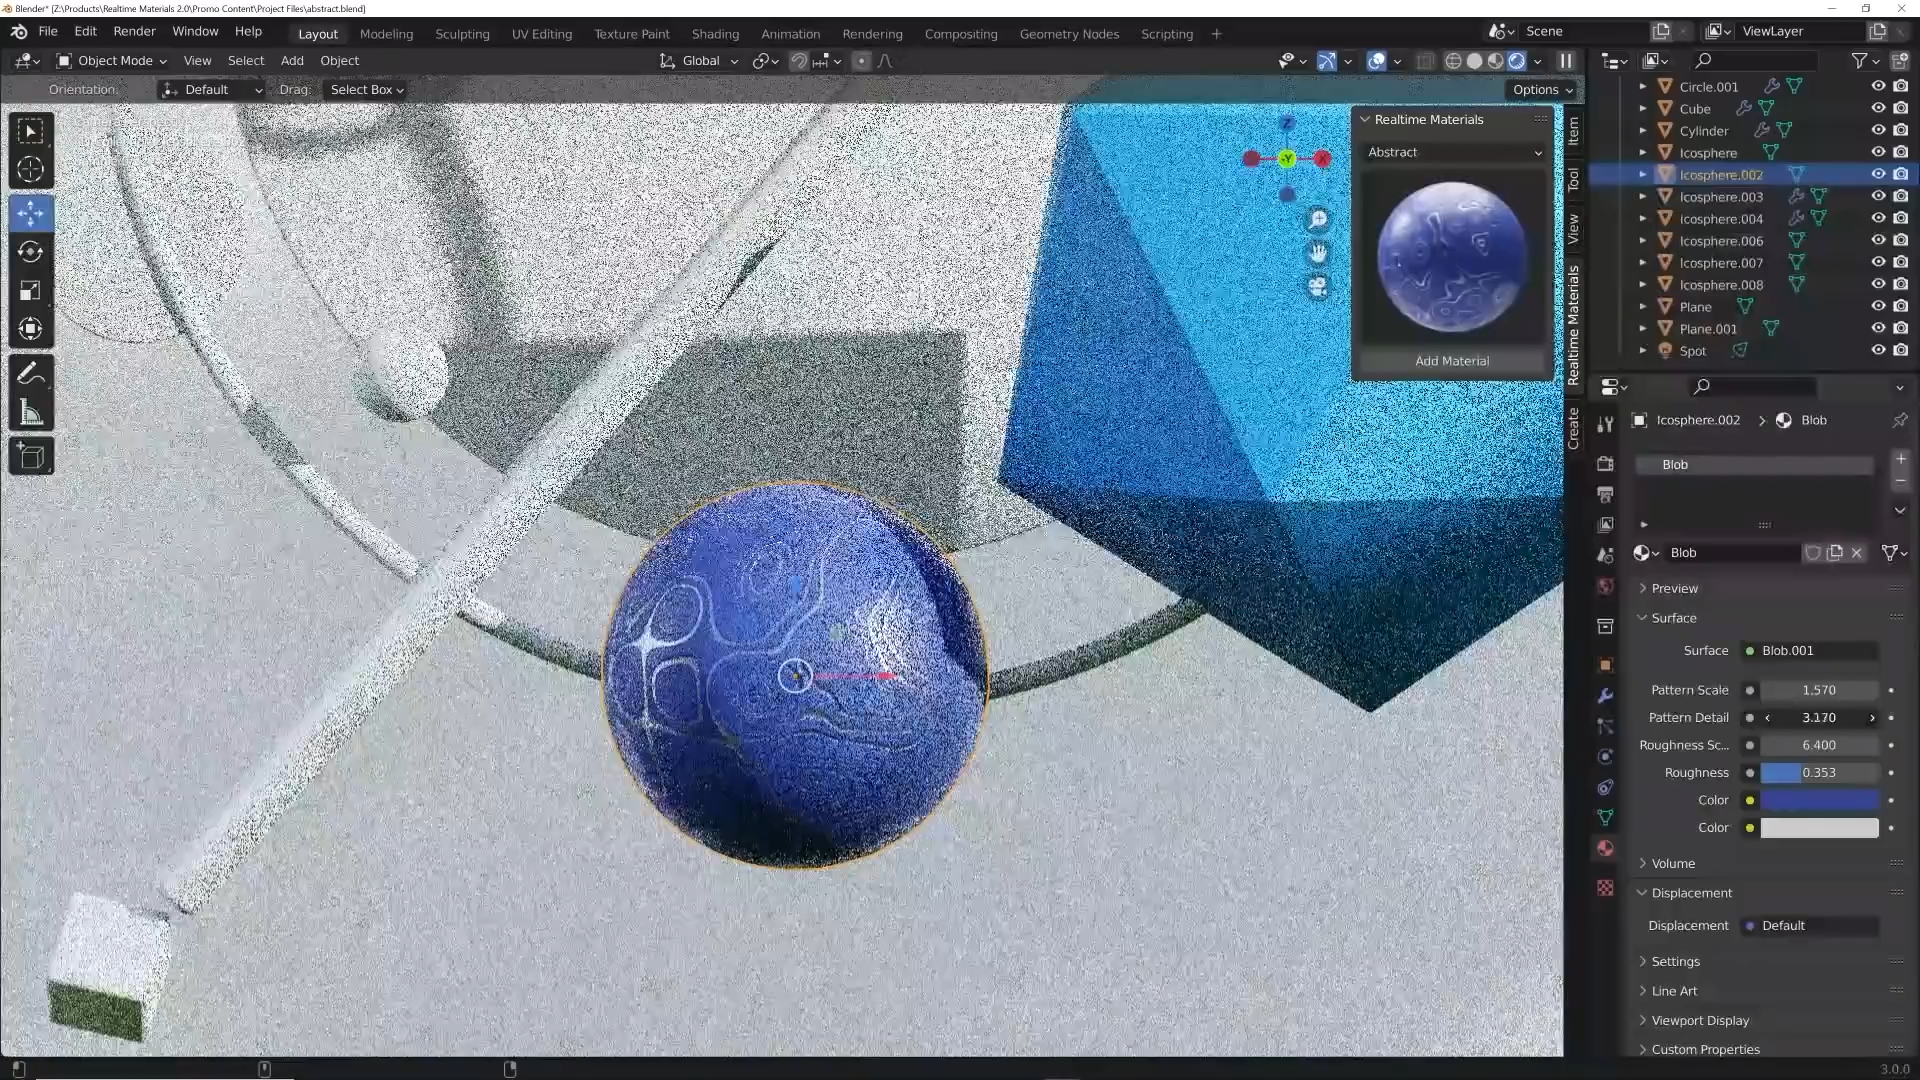 Blender* [Z:\Products\Realtime Materials 2.0\Promo Content\Project Files\abstract.blend]
File Edit Render Window Help Layout Modeling Sculpting UV Editing Texture Paint Shading Animation Rendering Compositing Geometry Nodes Scripting + Scene ViewLayer
Object Mode View Select Add Object Global
Orientation: Default Drag: Select Box Options
Realtime Materials
Abstract
Add Material
Item
Tool
View
Realtime Materials
Create
Z
-Y
X
Circle.001
Cube
Cylinder
Icosphere
Icosphere.002
Icosphere.003
Icosphere.004
Icosphere.006
Icosphere.007
Icosphere.008
Plane
Plane.001
Spot
Icosphere.002 > Blob
Blob
Blob
Preview
Surface
Surface Blob.001
Pattern Scale 1.570
Pattern Detail 3.170
Roughness Sc... 6.400
Roughness 0.353
Color
Color
Volume
Displacement
Displacement Default
Settings
Line Art
Viewport Display
Custom Properties
3.0.0